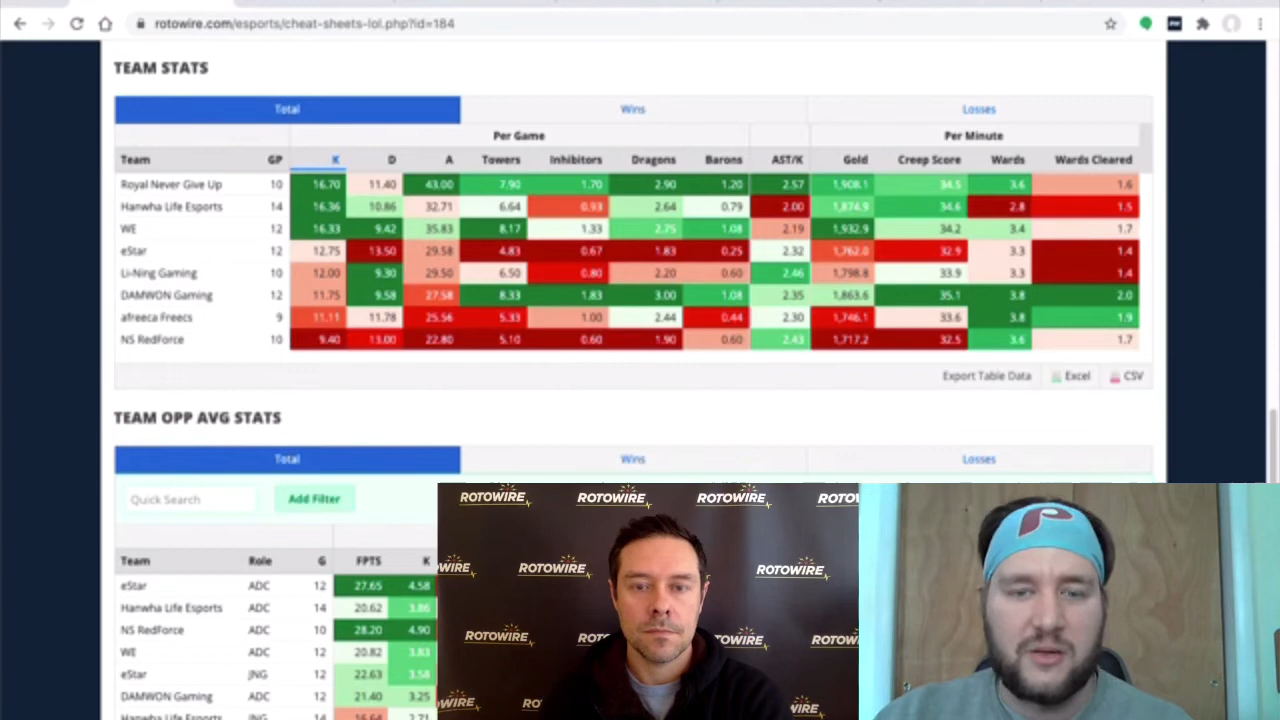 rotowire.com/esports/cheat-sheets-lol.php?id=184
TEAM STATS
Total Wins Losses
Per Game Per Minute
Team GP K D A Towers Inhibitors Dragons Barons AST/K Gold Creep Score Wards Wards Cleared
Royal Never Give Up 10 16.70 11.40 43.00 7.90 1.70 2.90 1.20 2.57 1,908.1 34.5 3.6 1.6
Hanwha Life Esports 14 16.36 10.86 32.71 6.64 0.93 2.64 0.79 2.00 1,874.9 34.6 2.8 1.5
WE 12 16.33 9.42 35.83 8.17 1.33 2.75 1.08 2.19 1,932.9 34.2 3.4 1.7
eStar 12 12.75 13.50 29.58 4.83 0.67 1.83 0.25 2.32 1,762.0 32.9 3.3 1.4
Li-Ning Gaming 10 12.00 9.30 29.50 6.50 0.80 2.20 0.60 2.46 1,798.8 33.9 3.3 1.4
DAMWON Gaming 12 11.75 9.58 27.58 8.33 1.83 3.00 1.08 2.35 1,863.6 35.1 3.8 2.0
afreeca Freecs 9 11.11 11.78 25.56 5.33 1.00 2.44 0.44 2.30 1,746.1 33.6 3.8 1.9
NS RedForce 10 9.40 13.00 22.80 5.10 0.60 1.90 0.60 2.43 1,717.2 32.5 3.6 1.7
Export Table Data Excel CSV
TEAM OPP AVG STATS
Total Wins Losses
Quick Search Add Filter
Team Role G FPTS K
eStar ADC 12 27.65 4.58
Hanwha Life Esports ADC 14 20.62 3.86
NS RedForce ADC 10 28.20 4.90
WE ADC 12 20.82 3.83
eStar JNG 12 22.63 3.58
DAMWON Gaming ADC 12 21.40 3.25
Hanwha Life Esports JNG 14 16.64 2.71
ROTOWIRE ROTOWIRE ROTOWIRE ROTO
WIRE ROTOWIRE ROTOWIRE
ROTOWIRE ROT OWIRE ROTOWI
WIRE RO WIRE
P